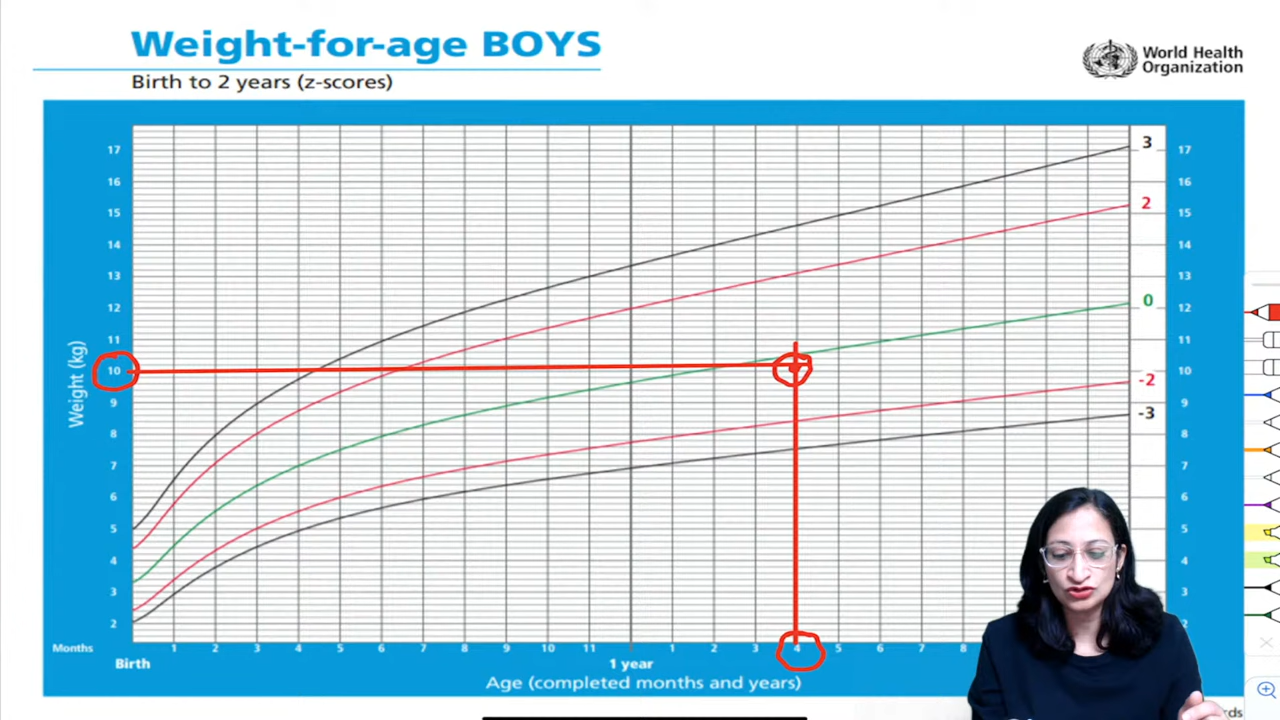 Weight-for-age BOYS
Birth to 2 years (z-scores)
World Health
Organization
3
17 17
16 16
2
15 15
14 14
13 13
0
12 12
11 11
10 10
-2
9 9
-3
8 8
7 7
6 6
5 5
4 4
3 3
2 2
Weight (kg)
Months 1 2 3 4 5 6 7 8 9 10 11 1 2 3 4 5 6 7 8
Birth 1 year
Age (completed months and years)